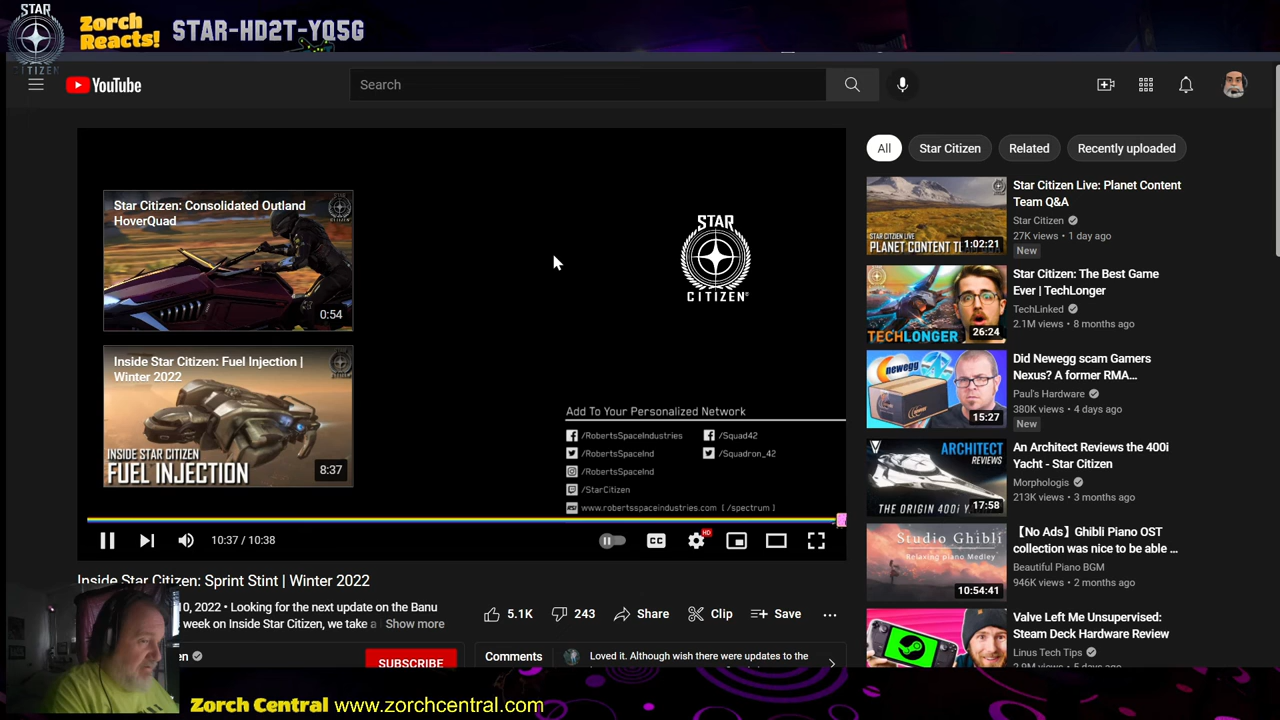 STAR
CITIZEN
Zorch
Reacts!
STAR-HD2T-YQ5G
YouTube
Search
Star Citizen: Consolidated Outland
HoverQuad
0:54
Inside Star Citizen: Fuel Injection |
Winter 2022
INSIDE STAR CITIZEN
FUEL INJECTION
8:37
STAR
CITIZEN
Add To Your Personalized Network
/RobertsSpaceIndustries
/Squad42
/RobertsSpaceInd
/Squadron_42
/RobertsSpaceInd
/StarCitizen
www.robertsspaceindustries.com [ /spectrum ]
10:37 / 10:38
CC
HD
Inside Star Citizen: Sprint Stint | Winter 2022
0, 2022 • Looking for the next update on the Banu
week on Inside Star Citizen, we take a
Show more
5.1K
243
Share
Clip
Save
en
SUBSCRIBE
Comments
Loved it. Although wish there were updates to the
All
Star Citizen
Related
Recently uploaded
STAR CITIZEN LIVE
PLANET CONTENT T
1:02:21
Star Citizen Live: Planet Content
Team Q&A
Star Citizen
27K views • 1 day ago
New
TECHLONGER
26:24
Star Citizen: The Best Game
Ever | TechLonger
TechLinked
2.1M views • 8 months ago
newegg
15:27
Did Newegg scam Gamers
Nexus? A former RMA...
Paul's Hardware
380K views • 4 days ago
New
ARCHITECT
REVIEWS
THE ORIGIN 400i
17:58
An Architect Reviews the 400i
Yacht - Star Citizen
Morphologis
213K views • 3 months ago
Studio Ghibli
Relaxing piano Medley
10:54:41
【No Ads】Ghibli Piano OST
collection was nice to be able ...
Beautiful Piano BGM
946K views • 2 months ago
Valve Left Me Unsupervised:
Steam Deck Hardware Review
Linus Tech Tips
Zorch Central www.zorchcentral.com